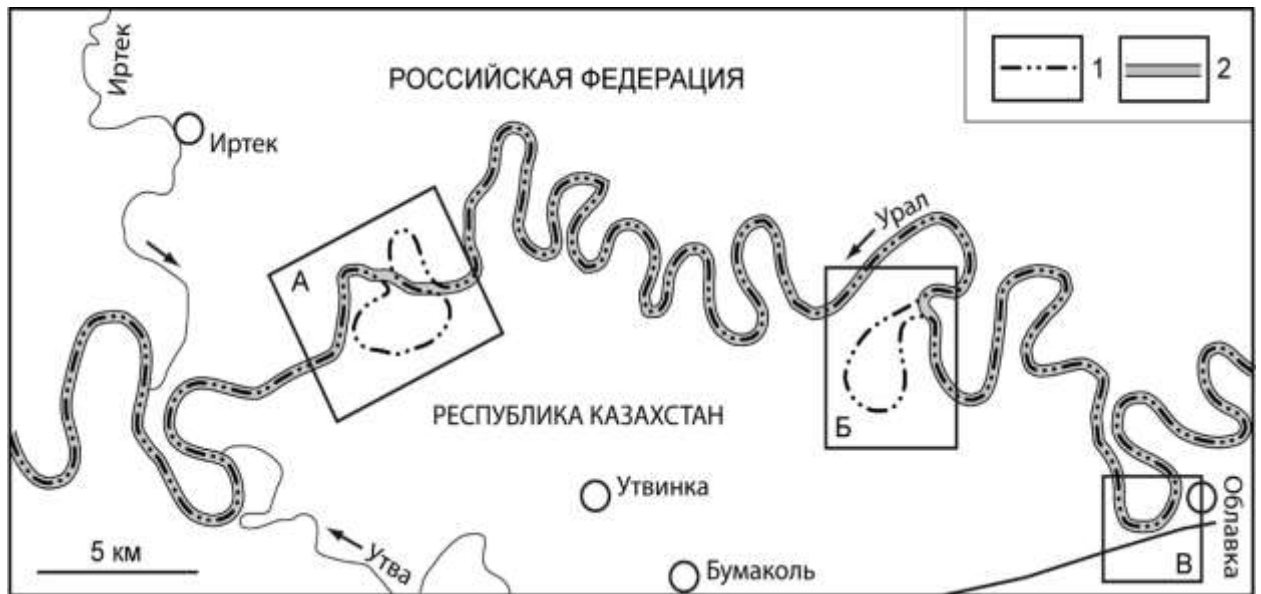 РОССИЙСКАЯ ФЕДЕРАЦИЯ
1
2
Иртек
Иртек
Урал
А
Б
РЕСПУБЛИКА КАЗАХСТАН
Утвинка
Облавка
5 км
Утва
Бумаколь
В